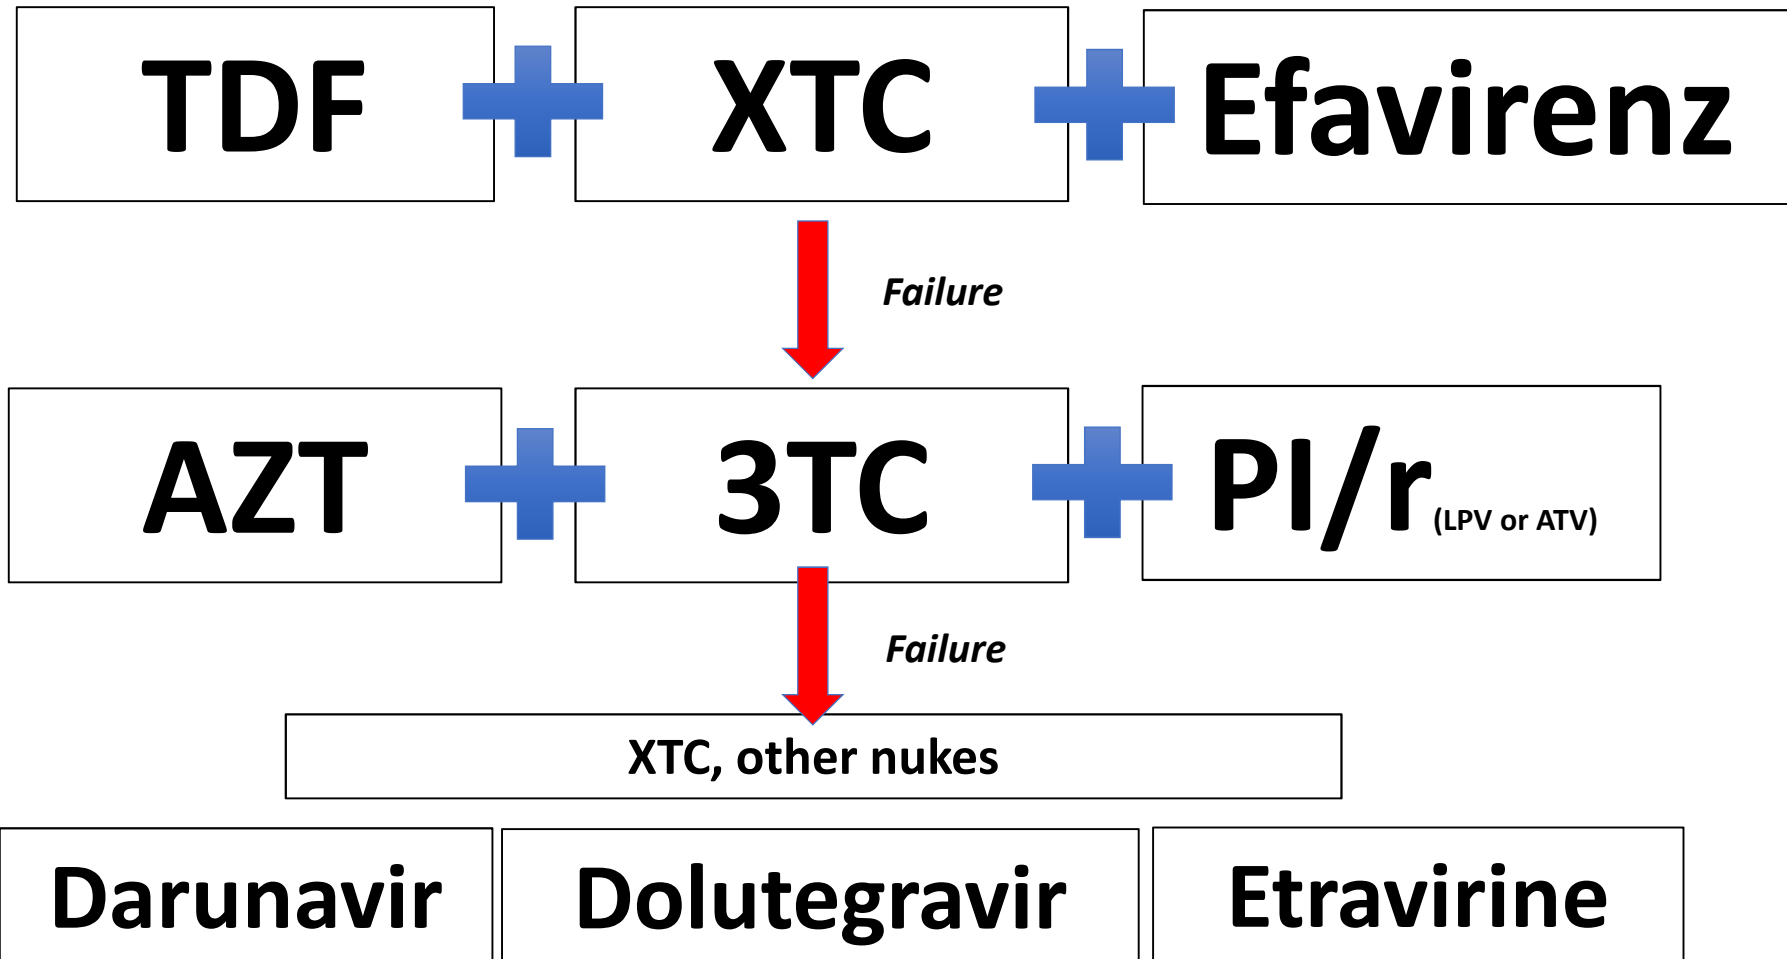 TDF XTC Efavirenz
Failure
AZT 3TC PI/r (LPV or ATV)
Failure
XTC, other nukes
Darunavir Dolutegravir Etravirine